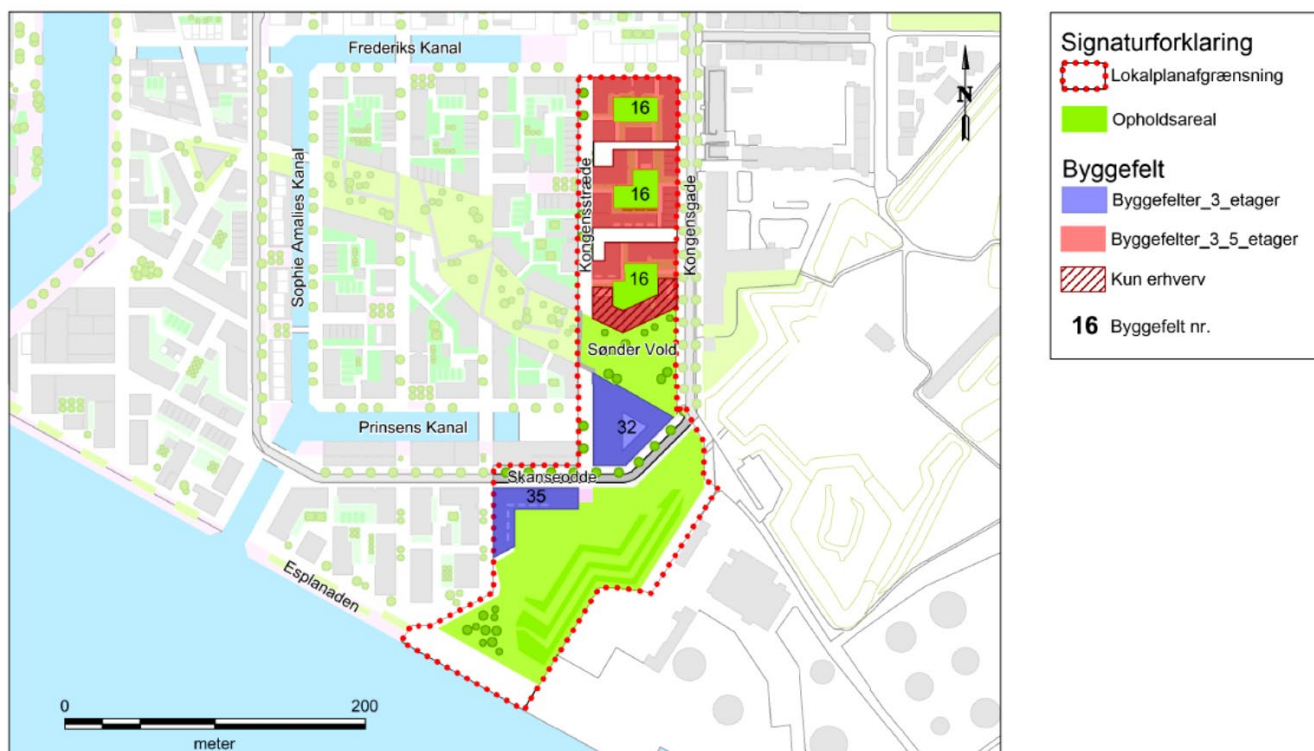 Frederiks Kanal
Sophie Amalies Kanal
Kongensstræde
Kongensgade
16
16
16
Sønder Vold
Prinsens Kanal
32
Skanseodde
35
Esplanaden
N
0 200
meter
Signaturforklaring
Lokalplanafgrænsning
Opholdsareal
Byggefelt
Byggefelter_3_etager
Byggefelter_3_5_etager
Kun erhverv
16 Byggefelt nr.